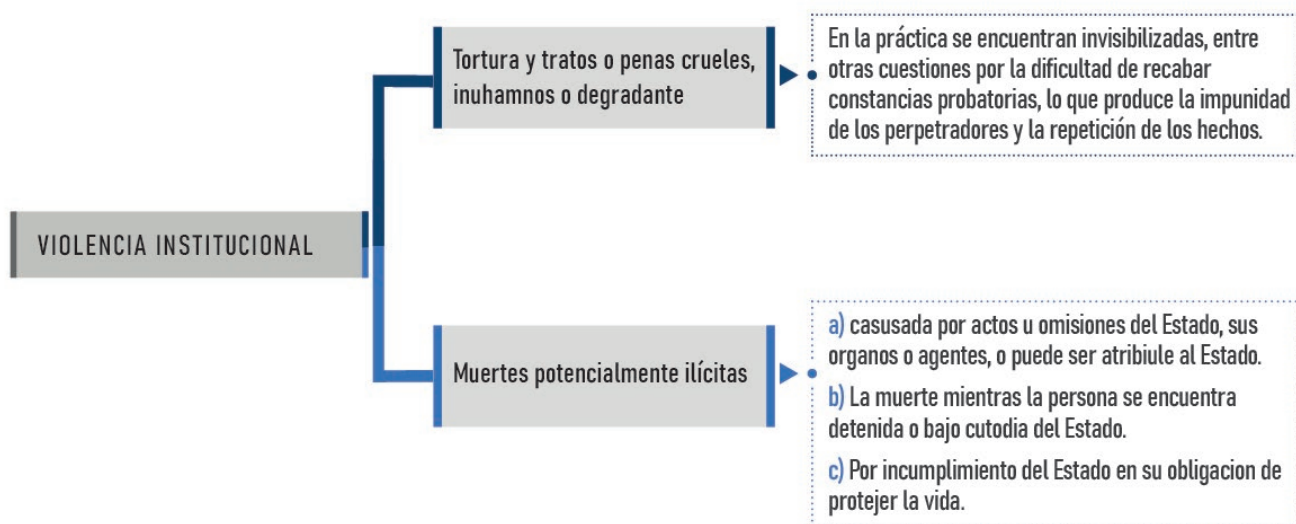 VIOLENCIA INSTITUCIONAL
Tortura y tratos o penas crueles,
inuhamnos o degradante
En la práctica se encuentran invisibilizadas, entre
otras cuestiones por la dificultad de recabar
constancias probatorias, lo que produce la impunidad
de los perpetradores y la repetición de los hechos.
Muertes potencialmente ilícitas
a) casusada por actos u omisiones del Estado, sus
organos o agentes, o puede ser atribiule al Estado.
b) La muerte mientras la persona se encuentra
detenida o bajo cutodia del Estado.
c) Por incumplimiento del Estado en su obligacion de
protejer la vida.